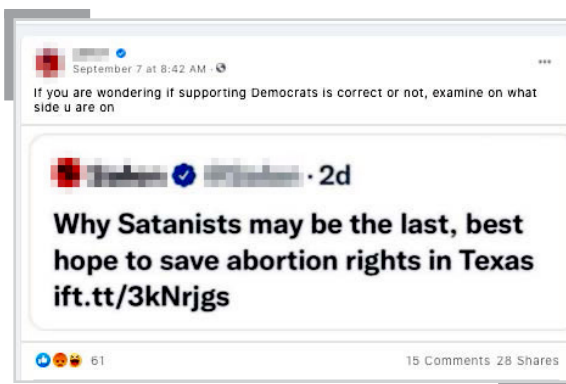 September 7 at 8:42 AM ·
If you are wondering if supporting Democrats is correct or not, examine on what
side u are on
· 2d
Why Satanists may be the last, best
hope to save abortion rights in Texas
ift.tt/3kNrjgs
61
15 Comments 28 Shares